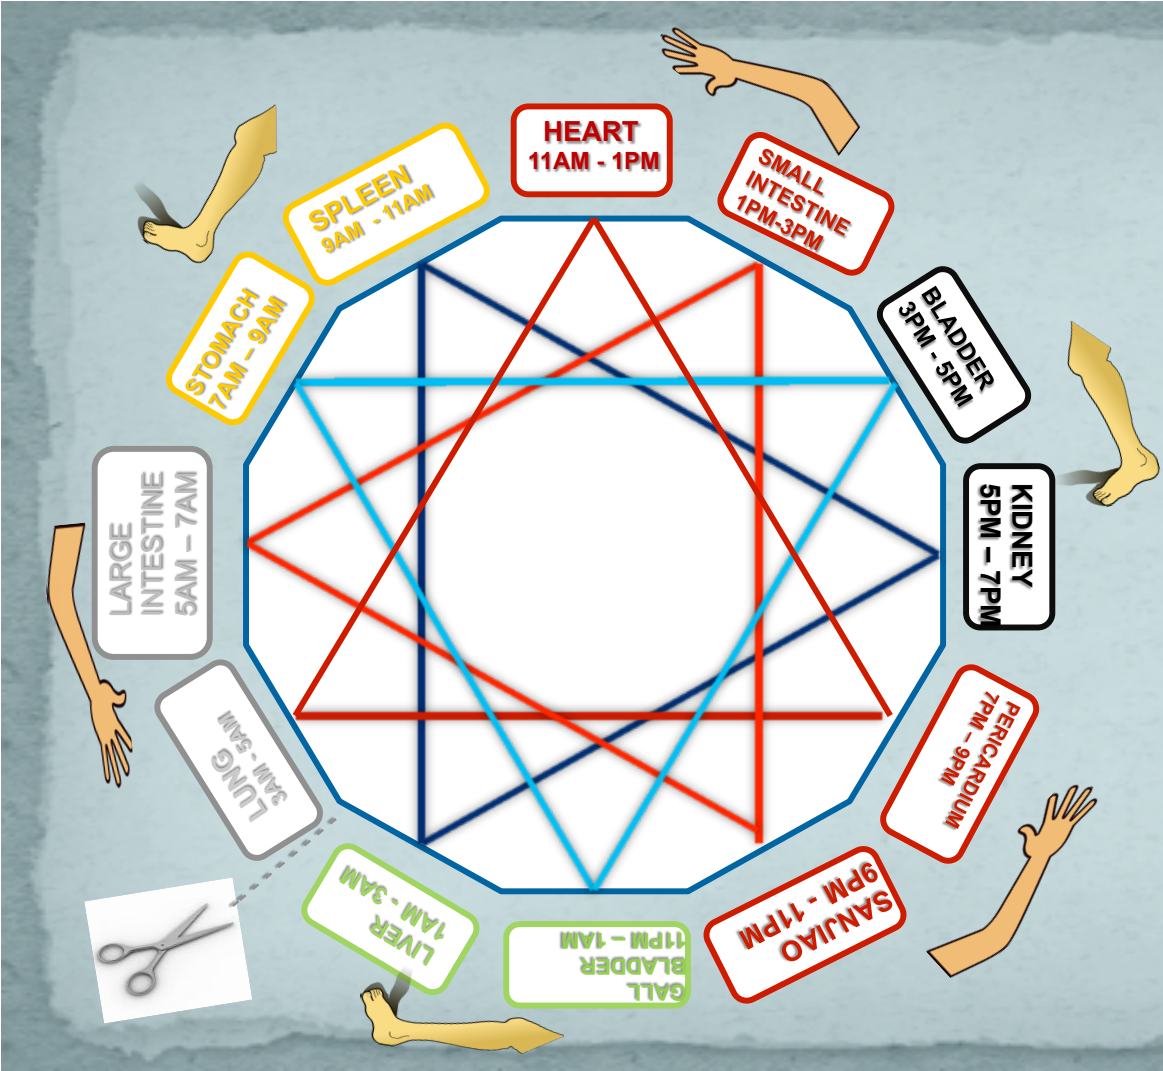 HEART
11AM - 1PM
SMALL
INTESTINE
1PM-3PM
BLADDER
3PM - 5PM
KIDNEY
5PM – 7PM
PERICARDIUM
7PM – 9PM
SANJIAO
9PM - 11PM
GALL
BLADDER
11PM – 1AM
LIVER
1AM - 3AM
LUNG
3AM - 5AM
LARGE
INTESTINE
5AM – 7AM
STOMACH
7AM – 9AM
SPLEEN
9AM - 11AM